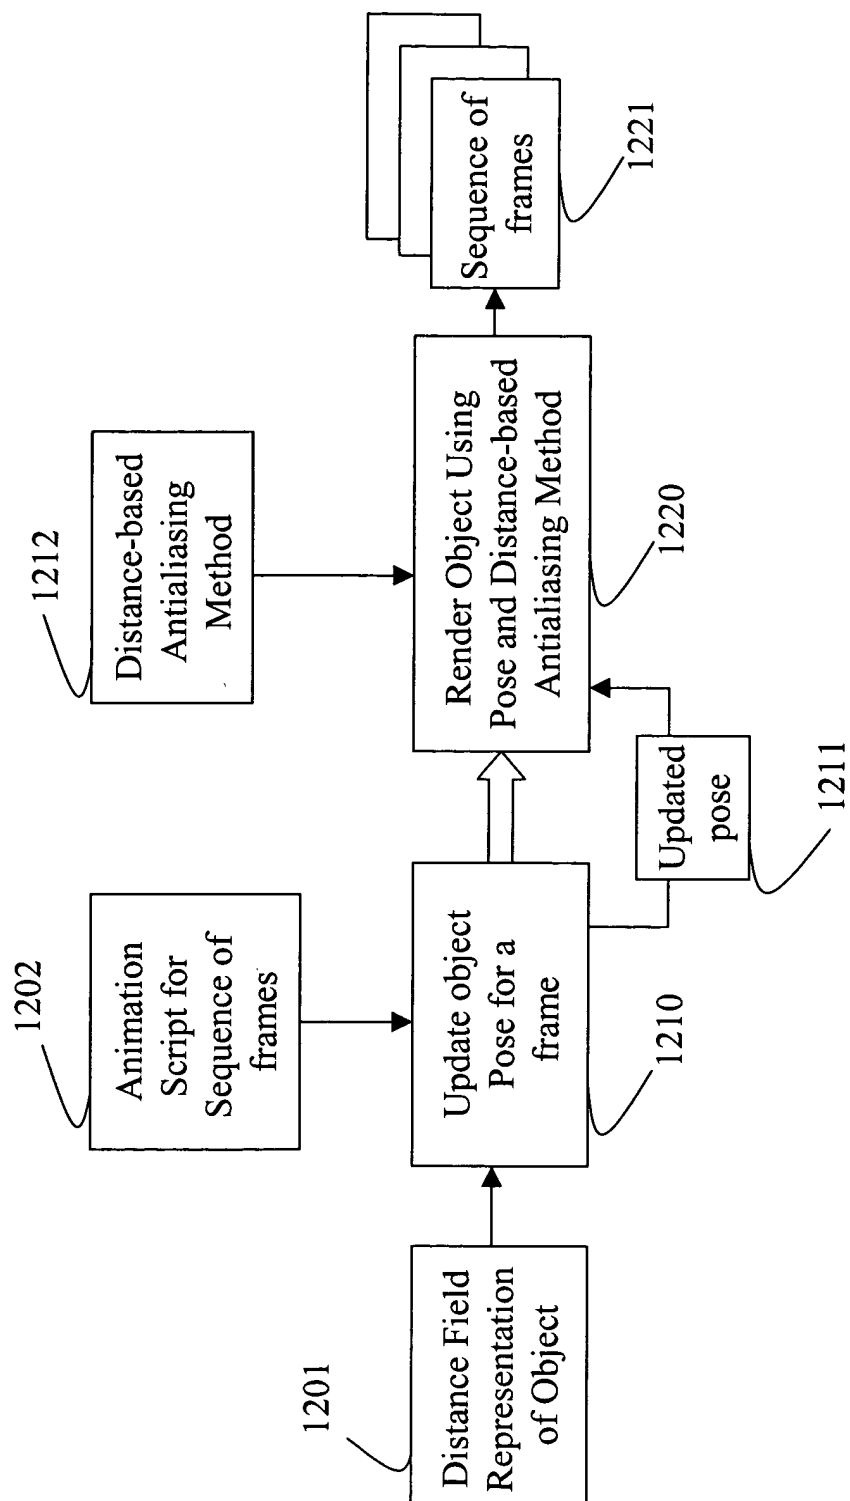 1202
Animation
Script for
Sequence of
frames
1212
Distance-based
Antialiasing
Method
1201
Distance Field
Representation
of Object
Update object
Pose for a
frame
1210
Render Object Using
Pose and Distance-based
Antialiasing Method
1220
Sequence of
frames
1221
Updated
pose
1211